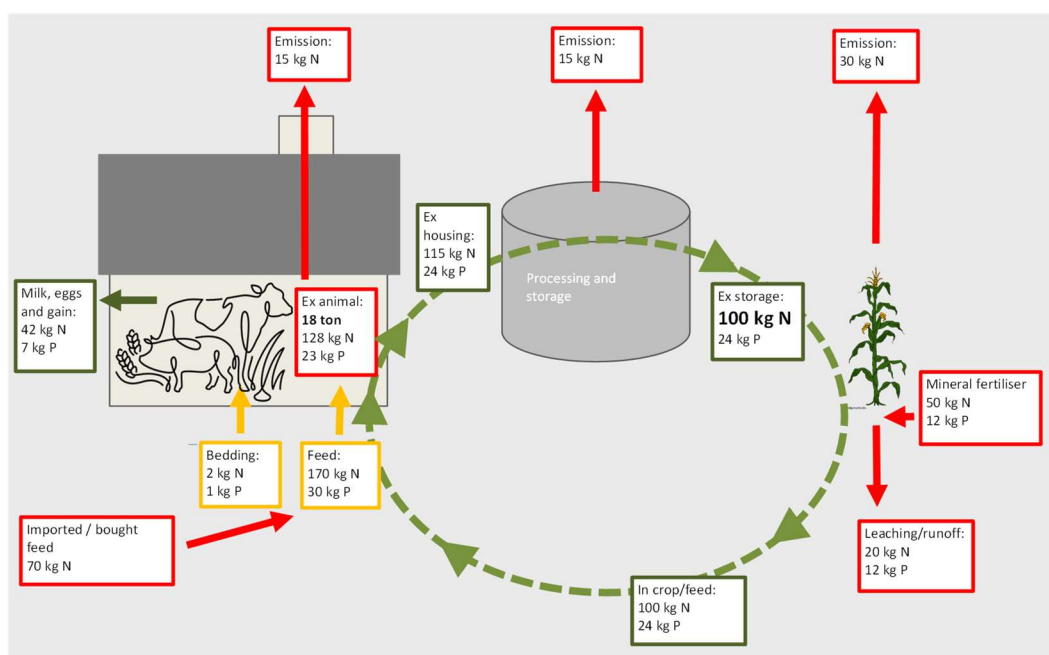 Emission:
15 kg N
Emission:
15 kg N
Emission:
30 kg N
Ex
housing:
115 kg N
24 kg P
Processing and
storage
Milk, eggs
and gain:
42 kg N
7 kg P
Ex animal:
18 ton
128 kg N
23 kg P
Ex storage:
100 kg N
24 kg P
Mineral fertiliser
50 kg N
12 kg P
Bedding:
2 kg N
1 kg P
Feed:
170 kg N
30 kg P
Imported / bought
feed
70 kg N
Leaching/runoff:
20 kg N
12 kg P
In crop/feed:
100 kg N
24 kg P